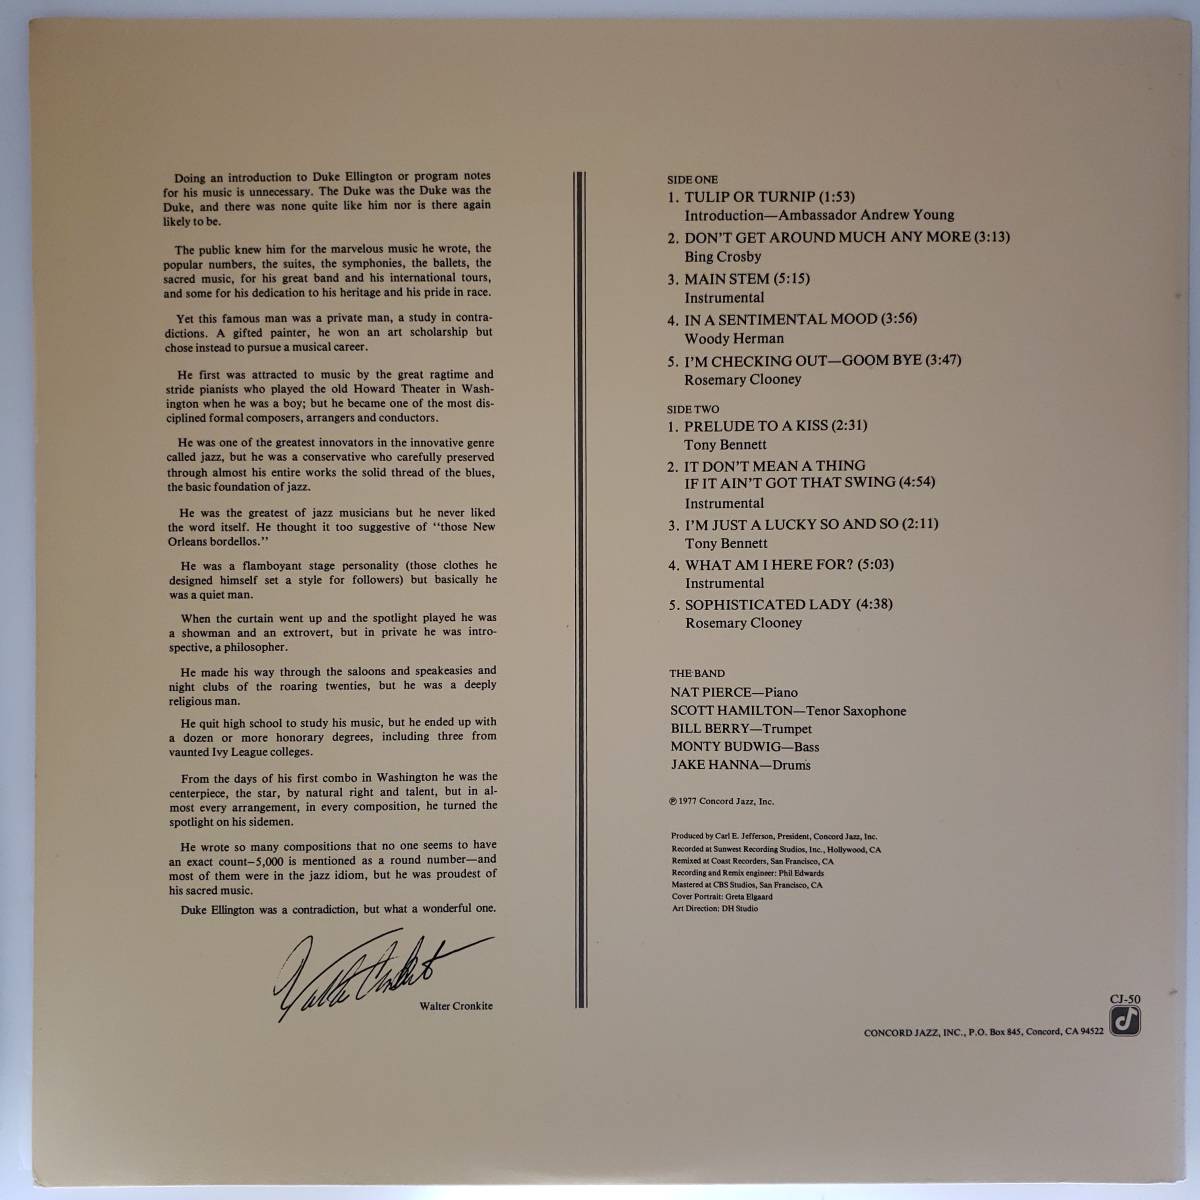 Doing an introduction to Duke Ellington or program notes
for his music is unnecessary. The Duke was the Duke was the
Duke, and there was none quite like him nor is there again
likely to be.
The public knew him for the marvelous music he wrote, the
popular numbers, the suites, the symphonies, the ballets, the
sacred music, for his great band and his international tours,
and some for his dedication to his heritage and his pride in race.
Yet this famous man was a private man, a study in contra-
dictions. A gifted painter, he won an art scholarship but
chose instead to pursue a musical career.
He first was attracted to music by the great ragtime and
stride pianists who played the old Howard Theater in Wash-
ington when he was a boy; but he became one of the most dis-
ciplined formal composers, arrangers and conductors.
He was one of the greatest innovators in the innovative genre
called jazz, but he was a conservative who carefully preserved
through almost his entire works the solid thread of the blues,
the basic foundation of jazz.
He was the greatest of jazz musicians but he never liked
the word itself. He thought it too suggestive of "those New
Orleans bordellos."
He was a flamboyant stage personality (those clothes he
designed himself set a style for followers) but basically he
was a quiet man.
When the curtain went up and the spotlight played he was
a showman and an extrovert, but in private he was intro-
spective, a philosopher.
He made his way through the saloons and speakeasies and
night clubs of the roaring twenties, but he was a deeply
religious man.
He quit high school to study his music, but he ended up with
a dozen or more honorary degrees, including three from
vaunted Ivy League colleges.
From the days of his first combo in Washington he was the
centerpiece, the star, by natural right and talent, but in al-
most every arrangement, in every composition, he turned the
spotlight on his sidemen.
He wrote so many compositions that no one seems to have
an exact count—5,000 is mentioned as a round number—and
most of them were in the jazz idiom, but he was proudest of
his sacred music.
Duke Ellington was a contradiction, but what a wonderful one.
Walter Cronkite
Walter Cronkite
SIDE ONE
1. TULIP OR TURNIP (1:53)
Introduction—Ambassador Andrew Young
2. DON'T GET AROUND MUCH ANY MORE (3:13)
Bing Crosby
3. MAIN STEM (5:15)
Instrumental
4. IN A SENTIMENTAL MOOD (3:56)
Woody Herman
5. I'M CHECKING OUT—GOOM BYE (3:47)
Rosemary Clooney
SIDE TWO
1. PRELUDE TO A KISS (2:31)
Tony Bennett
2. IT DON'T MEAN A THING
IF IT AIN'T GOT THAT SWING (4:54)
Instrumental
3. I'M JUST A LUCKY SO AND SO (2:11)
Tony Bennett
4. WHAT AM I HERE FOR? (5:03)
Instrumental
5. SOPHISTICATED LADY (4:38)
Rosemary Clooney
THE BAND
NAT PIERCE—Piano
SCOTT HAMILTON—Tenor Saxophone
BILL BERRY—Trumpet
MONTY BUDWIG—Bass
JAKE HANNA—Drums
℗ 1977 Concord Jazz, Inc.
Produced by Carl E. Jefferson, President, Concord Jazz, Inc.
Recorded at Sunwest Recording Studios, Inc., Hollywood, CA
Remixed at Coast Recorders, San Francisco, CA
Recording and Remix engineer: Phil Edwards
Mastered at CBS Studios, San Francisco, CA
Cover Portrait: Greta Elgaard
Art Direction: DH Studio
CJ-50
CONCORD JAZZ, INC., P.O. Box 845, Concord, CA 94522